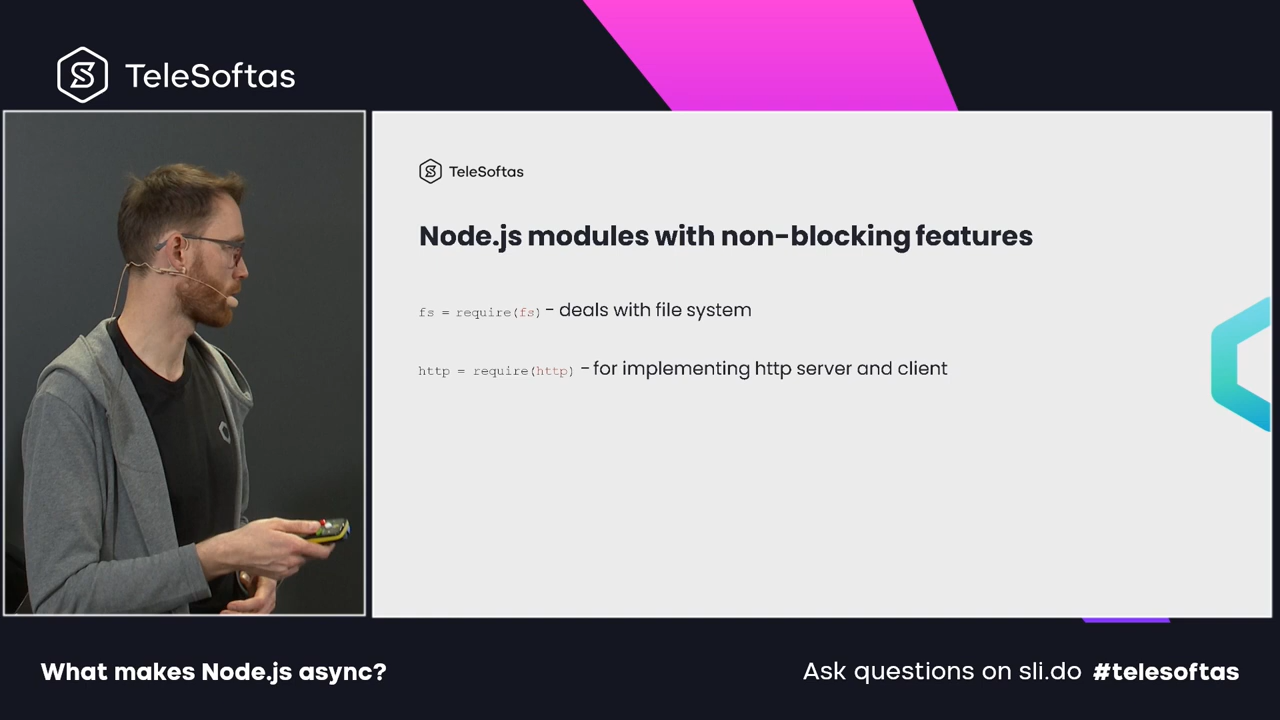 TeleSoftas
TeleSoftas
Node.js modules with non-blocking features
fs = require(fs) - deals with file system
http = require(http) - for implementing http server and client
What makes Node.js async?
Ask questions on sli.do #telesoftas